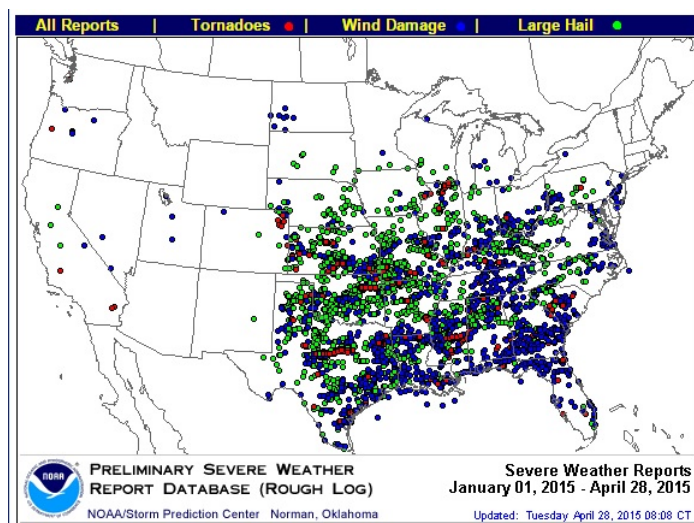 All Reports | Tornadoes | Wind Damage | Large Hail
NOAA
PRELIMINARY SEVERE WEATHER
REPORT DATABASE (ROUGH LOG)
NOAA/Storm Prediction Center Norman, Oklahoma
Severe Weather Reports
January 01, 2015 - April 28, 2015
Updated: Tuesday April 28, 2015 08:08 CT